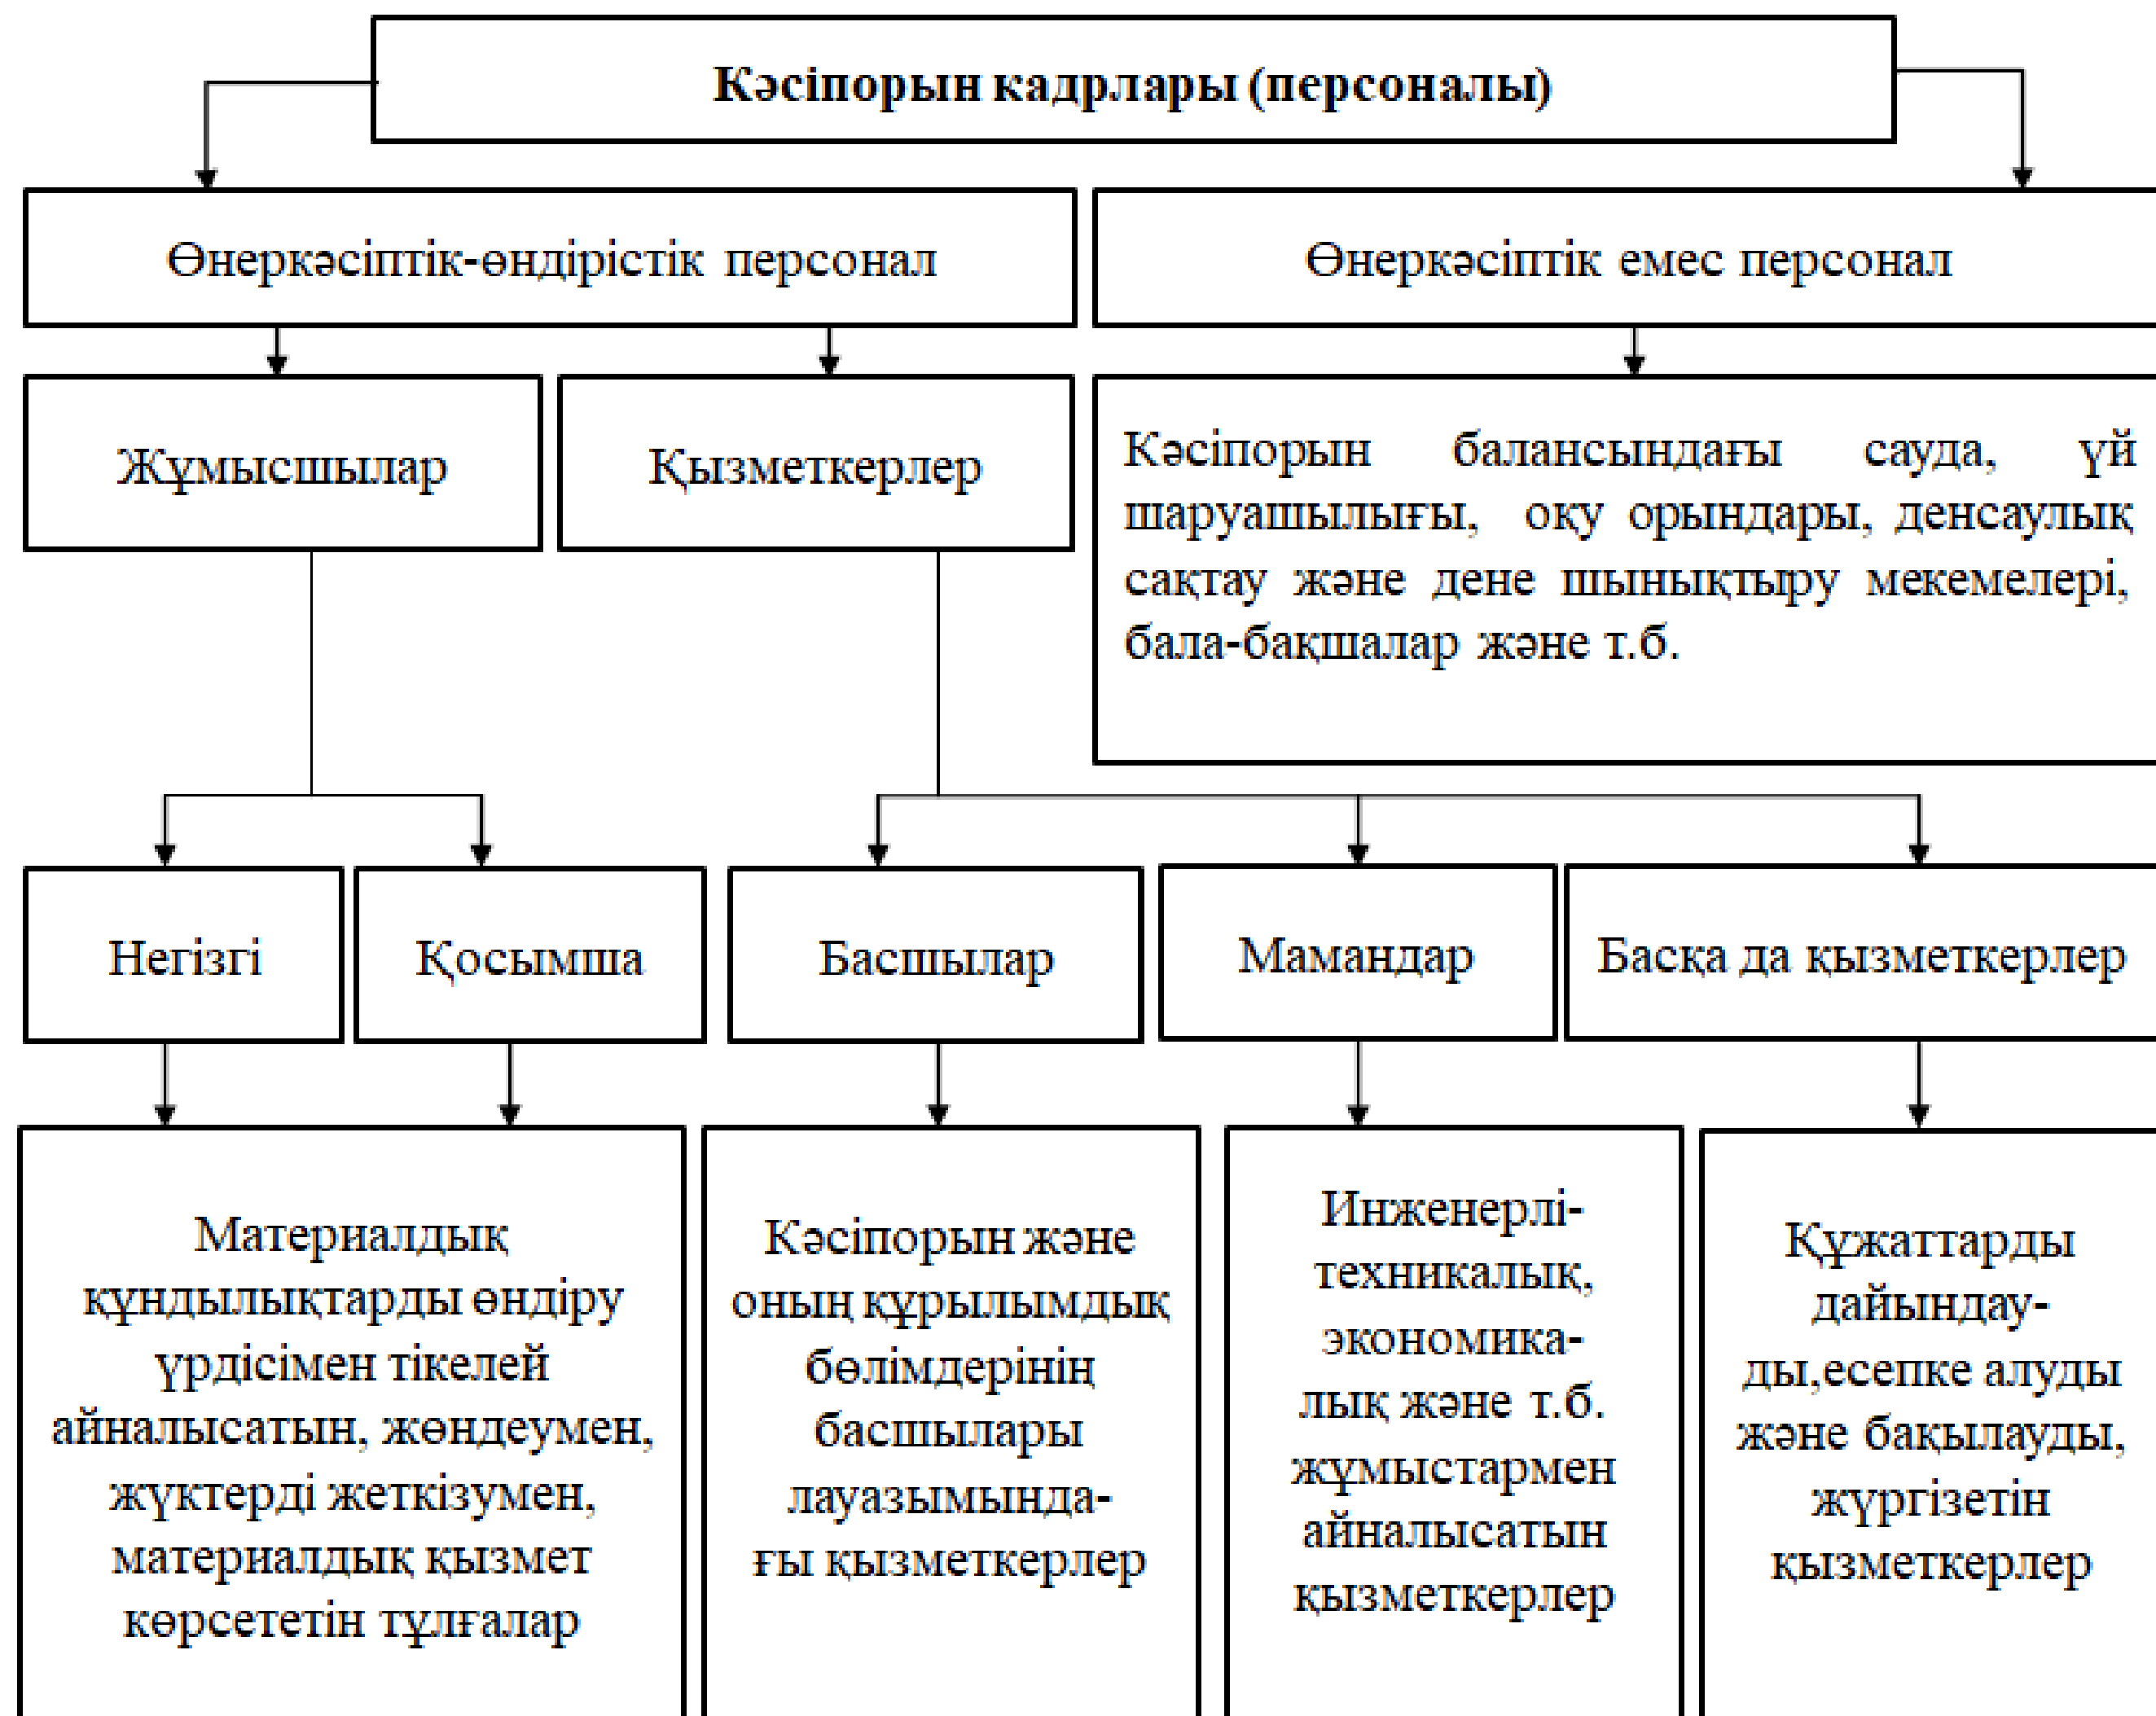 Кәсіпорын кадрлары (персоналы)
Өнеркәсіптік-өндірістік персонал
Өнеркәсіптік емес персонал
Жұмысшылар
Қызметкерлер
Кәсіпорын балансындағы сауда, үй
шаруашылығы, оқу орындары, денсаулық
сақтау және дене шынықтыру мекемелері,
бала-бақшалар және т.б.
Негізгі
Қосымша
Басшылар
Мамандар
Басқа да қызметкерлер
Материалдық
құндылықтарды өндіру
үрдісімен тікелей
айналысатын, жөндеумен,
жүктерді жеткізумен,
материалдық қызмет
көрсететін тұлғалар
Кәсіпорын және
оның құрылымдық
бөлімдерінің
басшылары
лауазымында-
ғы қызметкерлер
Инженерлі-
техникалық,
экономика-
лық және т.б.
жұмыстармен
айналысатын
қызметкерлер
Құжаттарды
дайындау-
ды,есепке алуды
және бақылауды,
жүргізетін
қызметкерлер